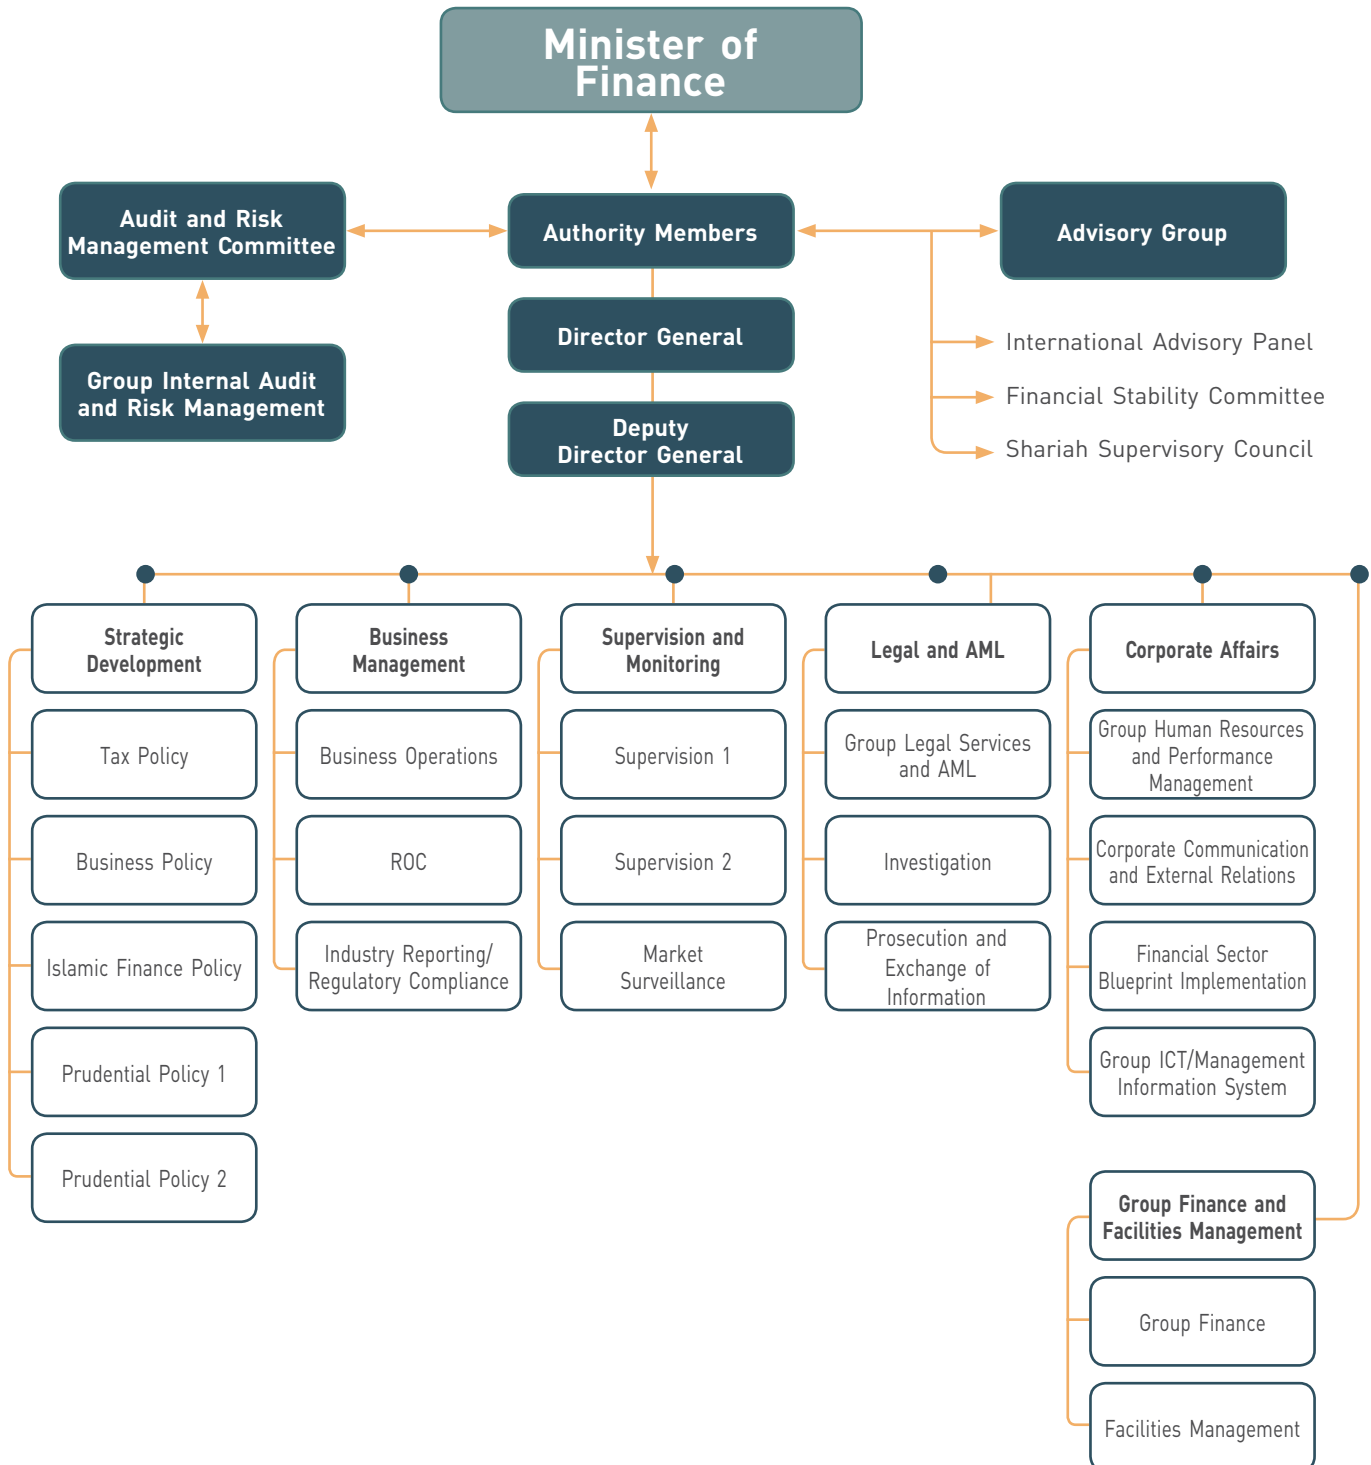 Minister of
Finance
Audit and Risk
Management Committee
Authority Members
Advisory Group
Director General
International Advisory Panel
Group Internal Audit
and Risk Management
Financial Stability Committee
Deputy
Director General
Shariah Supervisory Council
Strategic
Development
Tax Policy
Business Policy
Islamic Finance Policy
Prudential Policy 1
Prudential Policy 2
Business
Management
Business Operations
ROC
Industry Reporting/
Regulatory Compliance
Supervision and
Monitoring
Supervision 1
Supervision 2
Market
Surveillance
Legal and AML
Group Legal Services
and AML
Investigation
Prosecution and
Exchange of
Information
Corporate Affairs
Group Human Resources
and Performance
Management
Corporate Communication
and External Relations
Financial Sector
Blueprint Implementation
Group ICT/Management
Information System
Group Finance and
Facilities Management
Group Finance
Facilities Management